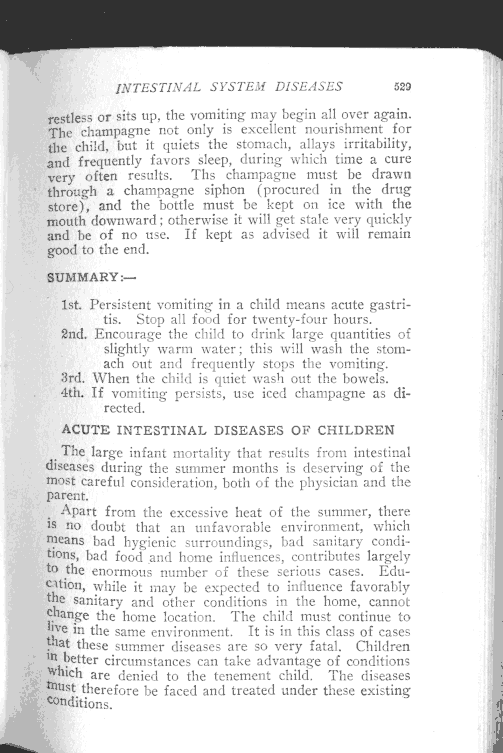 INTESTINAL SYSTEM DISEASES 529
restless or sits up, the vomiting may begin all over again.
The champagne not only is excellent nourishment for
the child, but it quiets the stomach, allays irritability,
and frequently favors sleep, during which time a cure
very often results. Ths champagne must be drawn
through a champagne siphon (procured in the drug
store), and the bottle must be kept on ice with the
mouth downward; otherwise it will get stale very quickly
and be of no use. If kept as advised it will remain
good to the end.
SUMMARY:—
1st. Persistent vomiting in a child means acute gastri-
tis. Stop all food for twenty-four hours.
2nd. Encourage the child to drink large quantities of
slightly warm water; this will wash the stom-
ach out and frequently stops the vomiting.
3rd. When the child is quiet wash out the bowels.
4th. If vomiting persists, use iced champagne as di-
rected.
ACUTE INTESTINAL DISEASES OF CHILDREN
The large infant mortality that results from intestinal
diseases during the summer months is deserving of the
most careful consideration, both of the physician and the
parent.
Apart from the excessive heat of the summer, there
is no doubt that an unfavorable environment, which
means bad hygienic surroundings, bad sanitary condi-
tions, bad food and home influences, contributes largely
to the enormous number of these serious cases. Edu-
cation, while it may be expected to influence favorably
the sanitary and other conditions in the home, cannot
change the home location. The child must continue to
live in the same environment. It is in this class of cases
that these summer diseases are so very fatal. Children
in better circumstances can take advantage of conditions
which are denied to the tenement child. The diseases
must therefore be faced and treated under these existing
conditions.